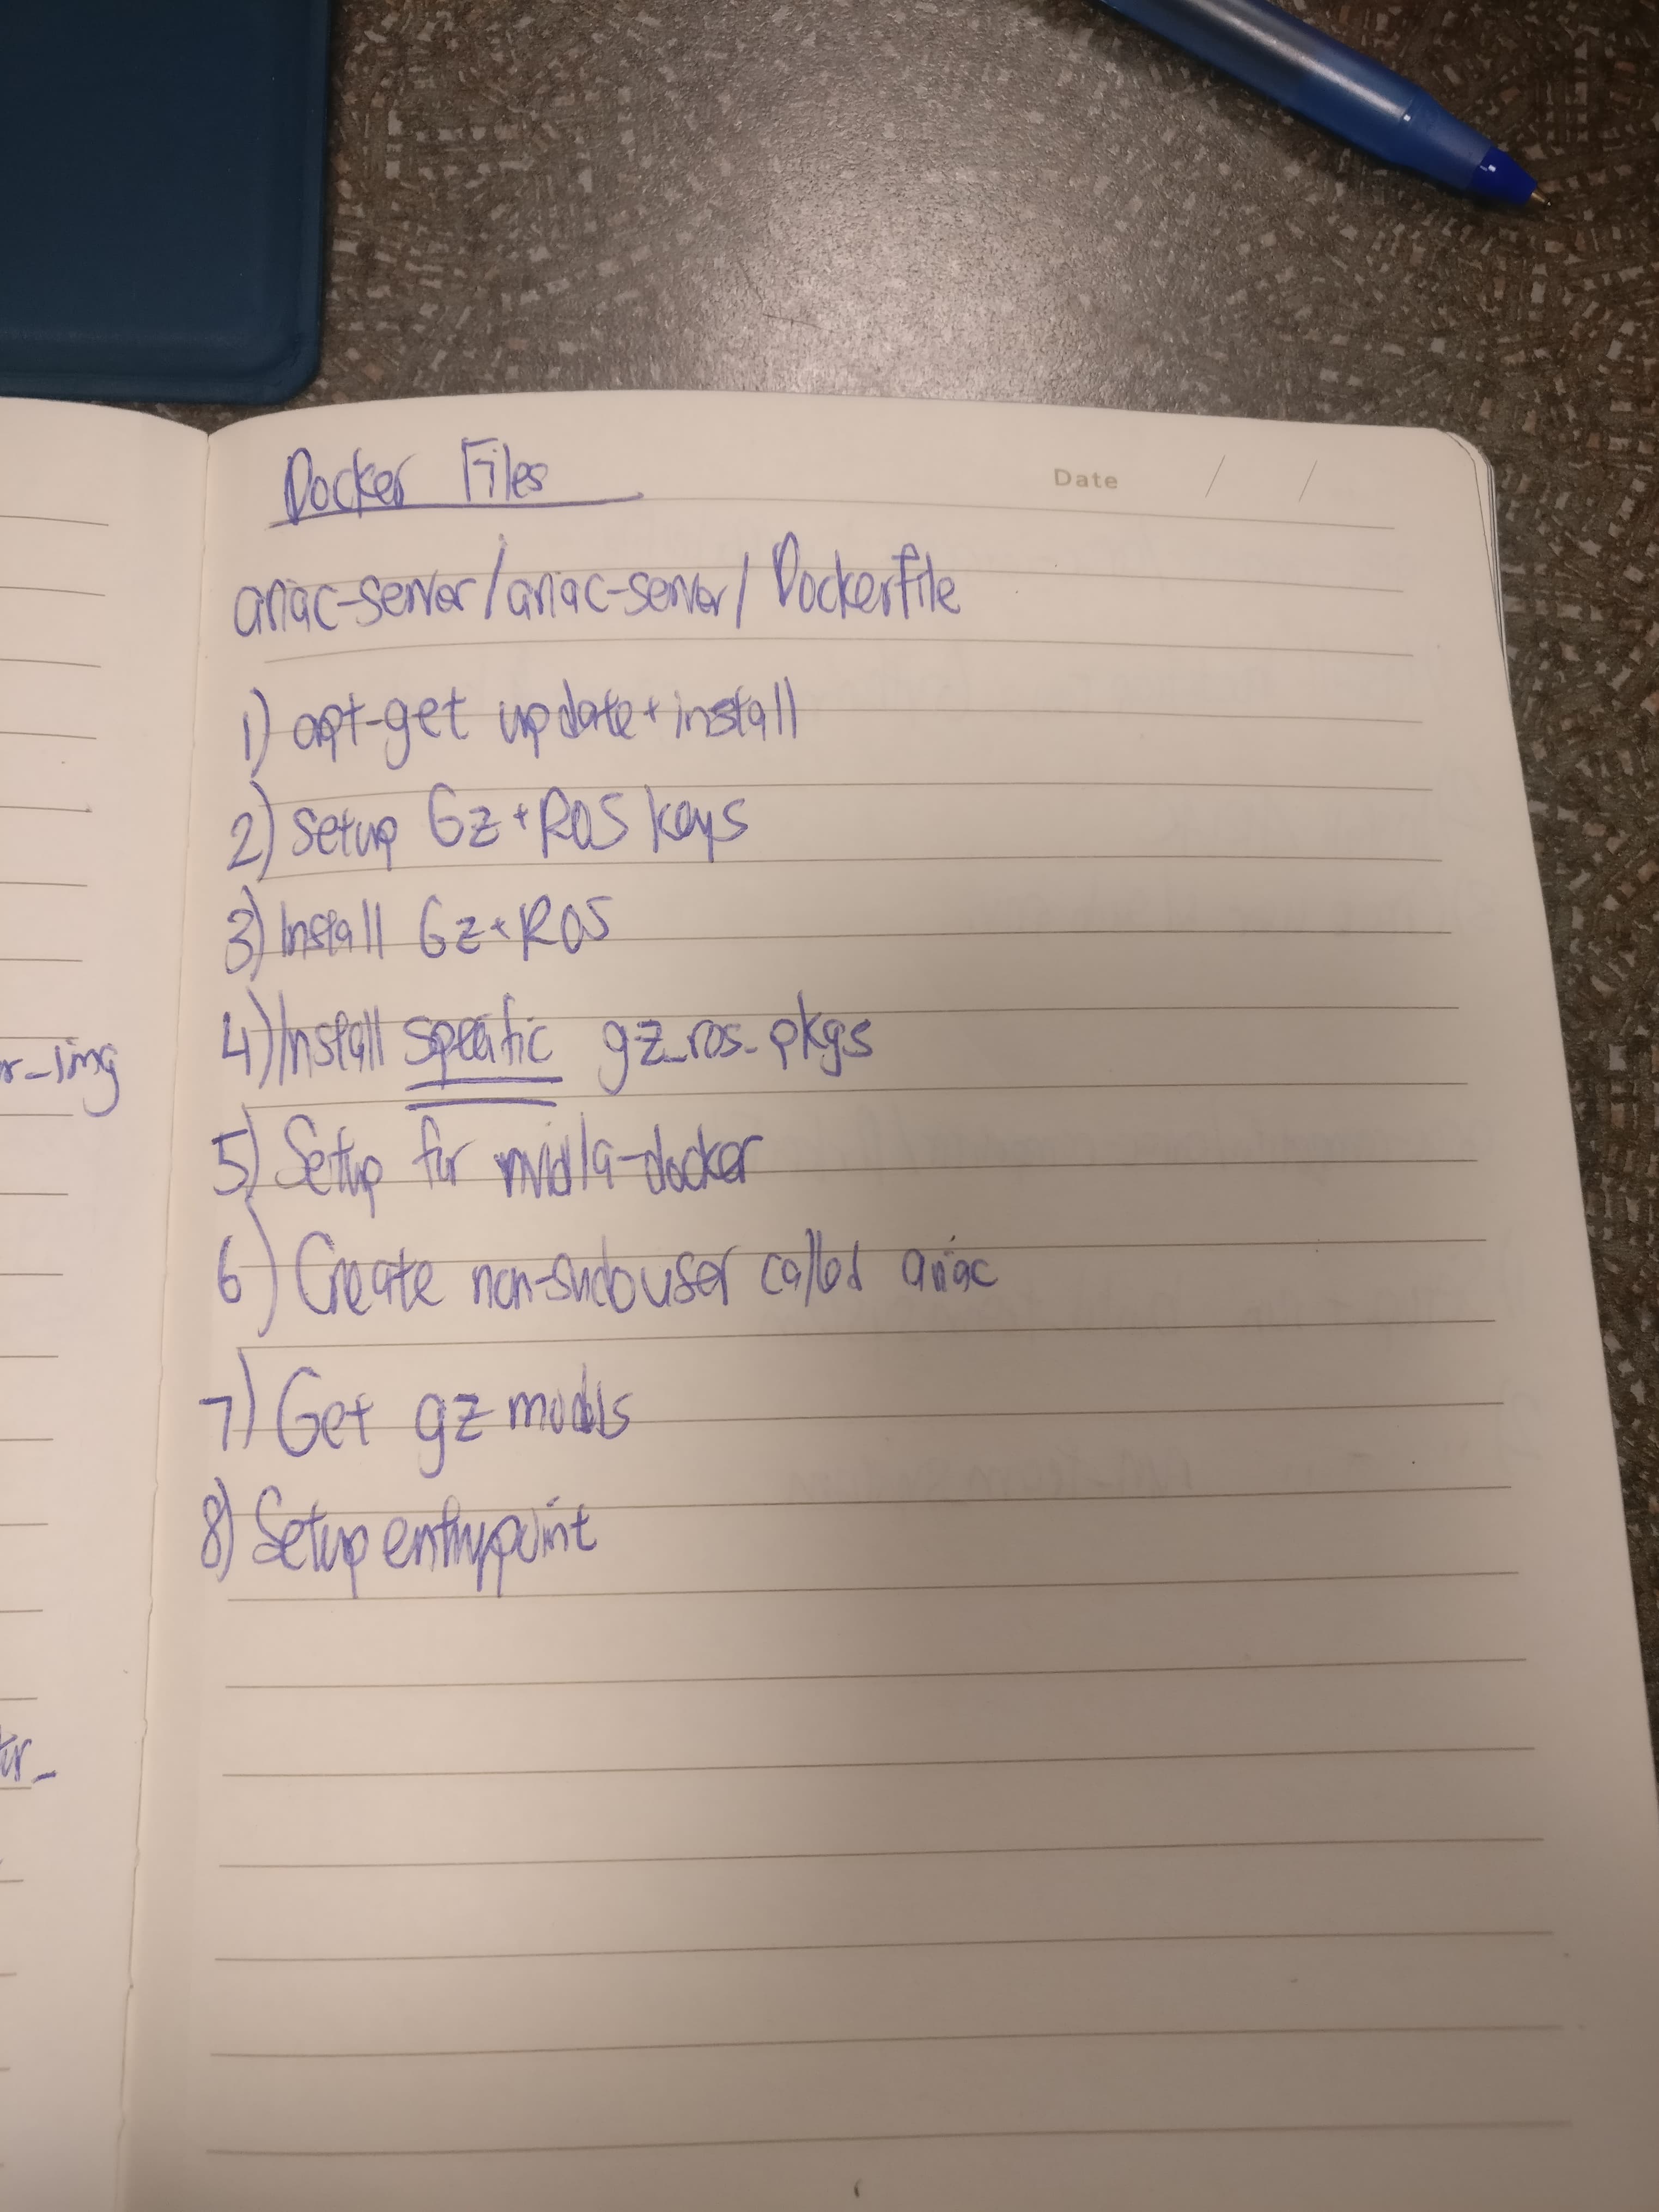 Docker Files
Date / /
ariac-server/ariac-server/Dockerfile
1) apt-get update + install
2) Setup Gz + ROS keys
3) Install Gz + ROS
4) Install specific gz_ros_pkgs
5) Setup for nvidia-docker
6) Create non-sudo user called ariac
7) Get gz models
8) Setup entrypoint
r-img